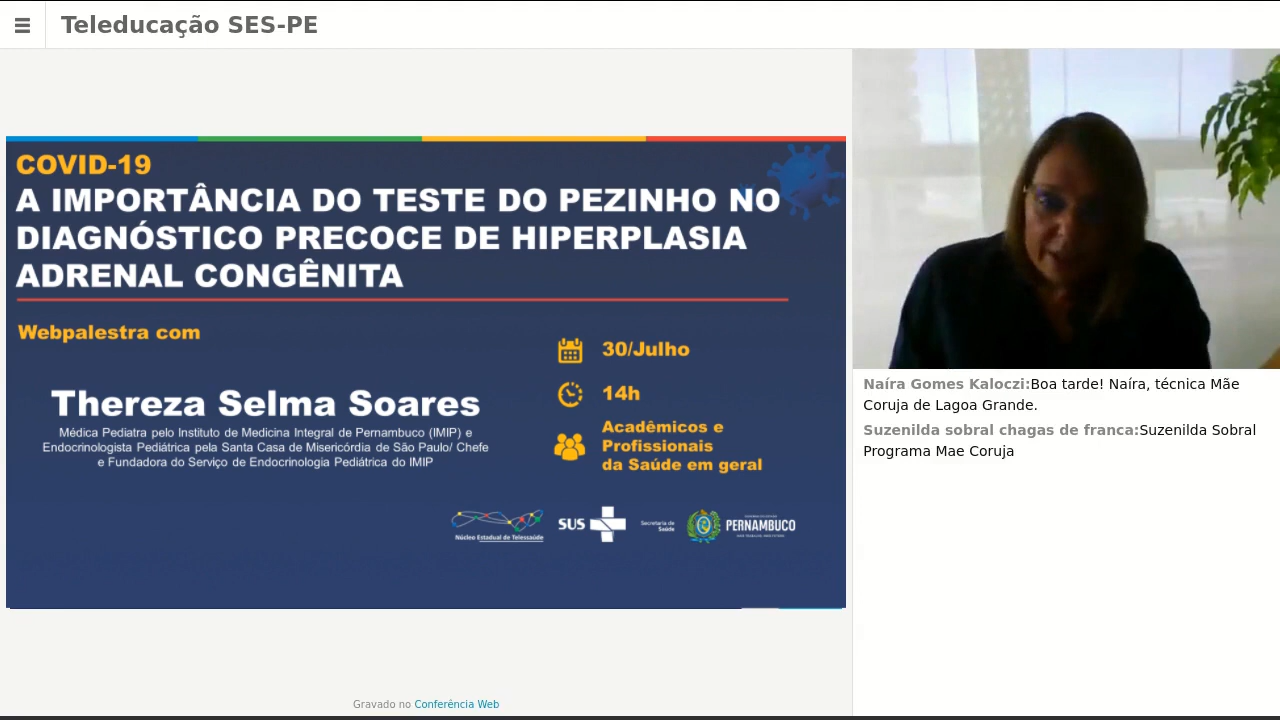 Teleducação SES-PE
COVID-19
A IMPORTÂNCIA DO TESTE DO PEZINHO NO
DIAGNÓSTICO PRECOCE DE HIPERPLASIA
ADRENAL CONGÊNITA
Webpalestra com
Thereza Selma Soares
Médica Pediatra pelo Instituto de Medicina Integral de Pernambuco (IMIP) e
Endocrinologista Pediátrica pela Santa Casa de Misericórdia de São Paulo/ Chefe
e Fundadora do Serviço de Endocrinologia Pediátrica do IMIP
30/Julho
14h
Acadêmicos e
Profissionais
da Saúde em geral
Núcleo Estadual de Telessaúde
SUS
Secretaria de
Saúde
PERNAMBUCO
Naíra Gomes Kaloczi:Boa tarde! Naíra, técnica Mãe
Coruja de Lagoa Grande.
Suzenilda sobral chagas de franca:Suzenilda Sobral
Programa Mae Coruja
Gravado no Conferência Web